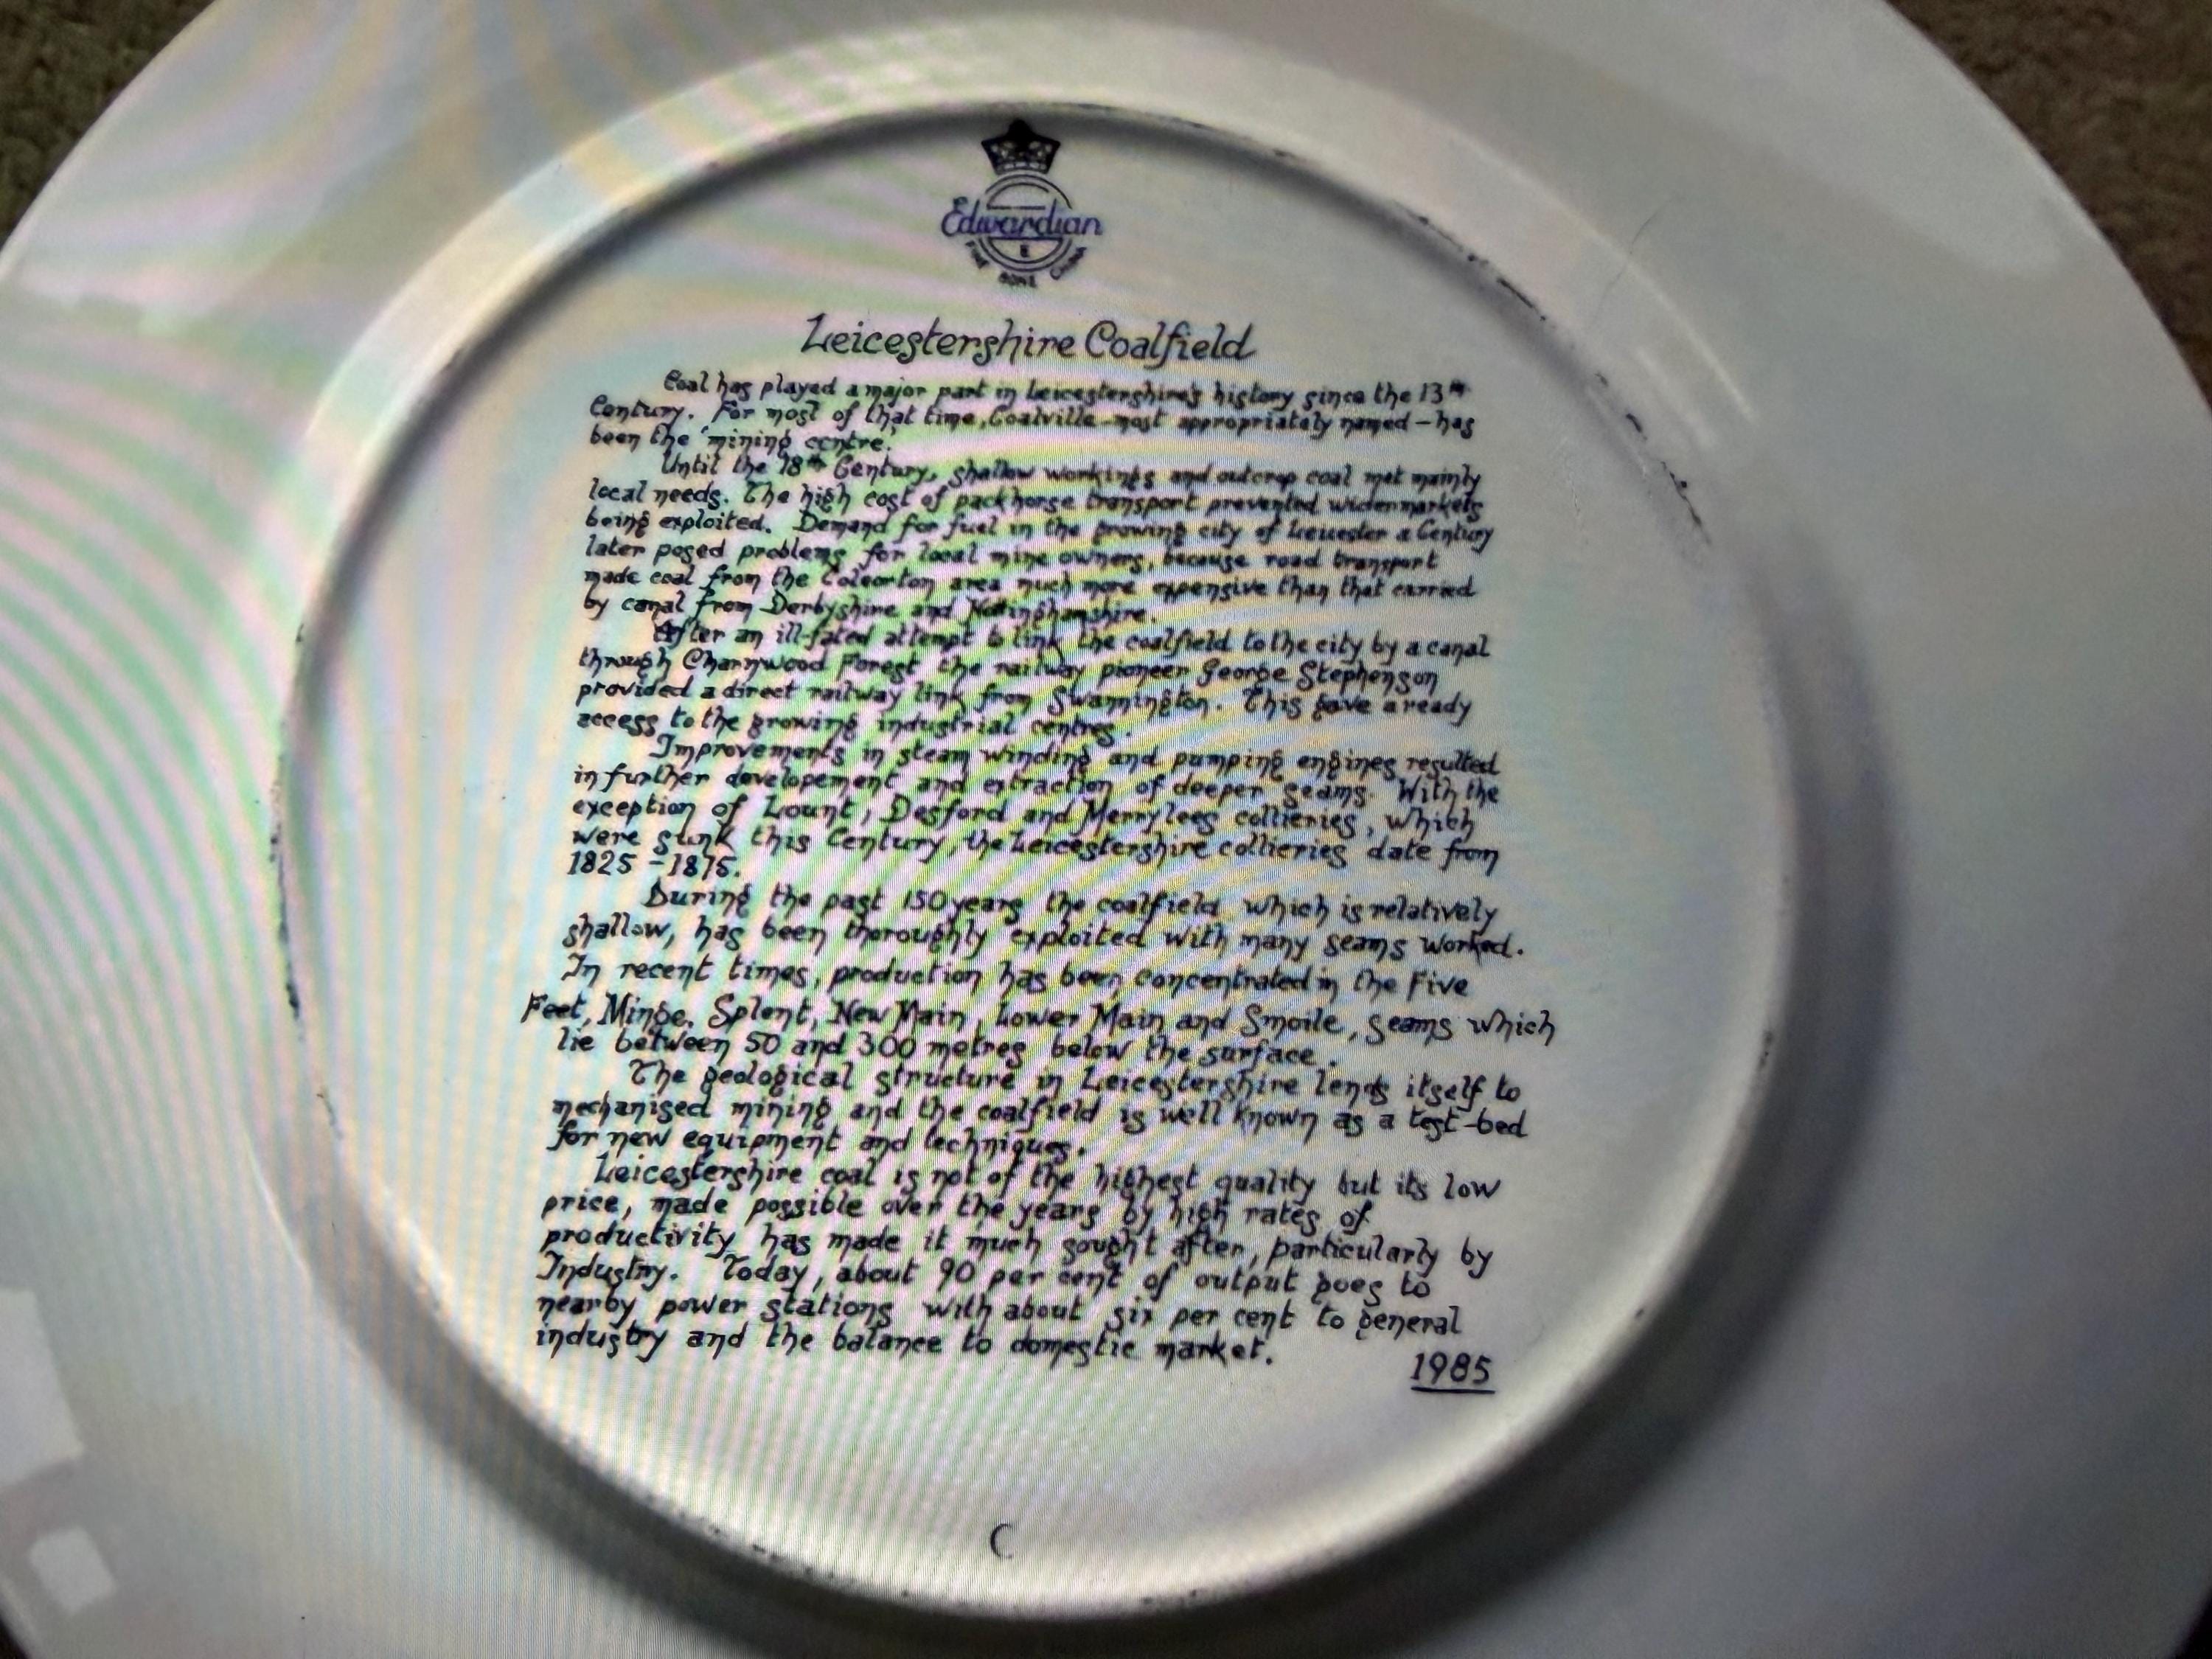 Edwardian
E
FINE BONE CHINA
Leicestershire Coalfield
Coal has played a major part in Leicestershire's history since the 13th
Century. For most of that time, Coalville - most appropriately named - has
been the 'mining centre.'
Until the 18th Century, shallow workings and outcrop coal met mainly
local needs. The high cost of packhorse transport prevented wider markets
being exploited. Demand for fuel in the growing city of Leicester a Century
later posed problems for local mine owners, because road transport
made coal from the Coleorton area much more expensive than that carried
by canal from Derbyshire and Nottinghamshire.
After an ill-fated attempt to link the coalfield to the city by a canal
through Charnwood Forest the railway pioneer George Stephenson
provided a direct railway link from Swannington. This gave a ready
access to the growing industrial centres.
Improvements in steam winding and pumping engines resulted
in further developement and extraction of deeper seams. With the
exception of Lount, Desford and Merrylees collieries, which
were sunk this Century, the Leicestershire collieries date from
1825 - 1875.
During the past 150 years the coalfield which is relatively
shallow, has been thoroughly exploited with many seams worked.
In recent times, production has been concentrated in the Five
Feet, Minge, Splent, New Main, Lower Main and Smoile, seams which
lie between 50 and 300 metres below the surface.
The geological structure in Leicestershire lends itself to
mechanised mining and the coalfield is well known as a test-bed
for new equipment and techniques.
Leicestershire coal is not of the highest quality but its low
price, made possible over the years by high rates of
productivity has made it much sought after, particularly by
Industry. Today, about 90 per cent of output goes to
nearby power stations with about six per cent to general
industry and the balance to domestic market.
1985
C